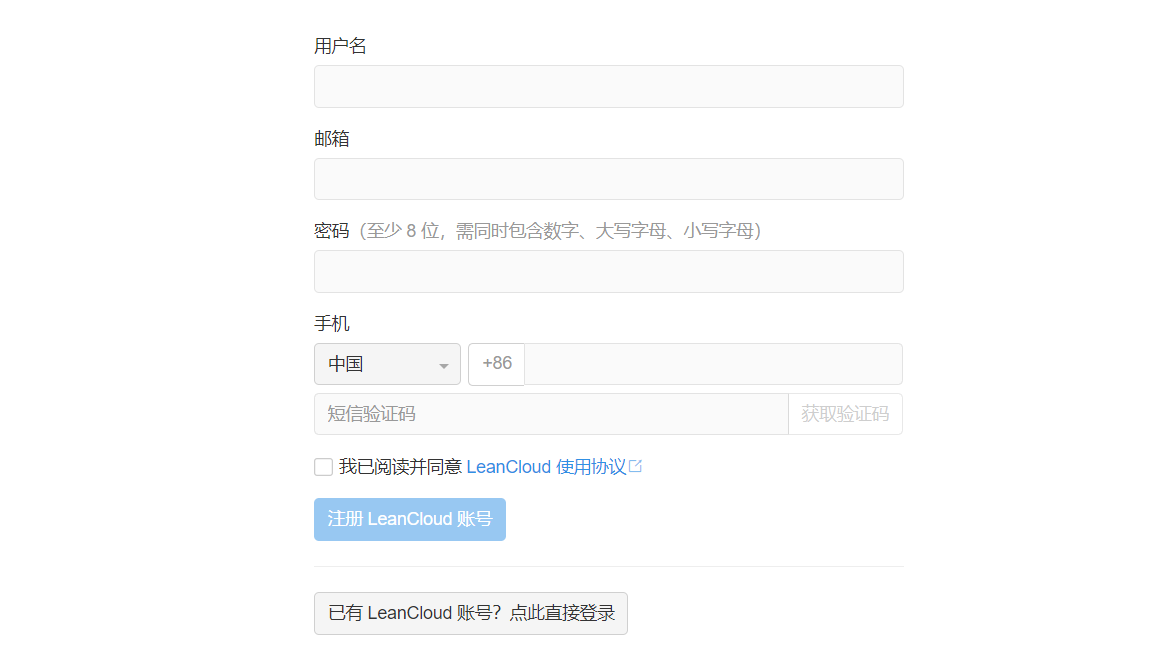 用户名
邮箱
密码（至少 8 位，需同时包含数字、大写字母、小写字母）
手机
中国 +86
短信验证码 获取验证码
我已阅读并同意 LeanCloud 使用协议
注册 LeanCloud 账号
已有 LeanCloud 账号？点此直接登录